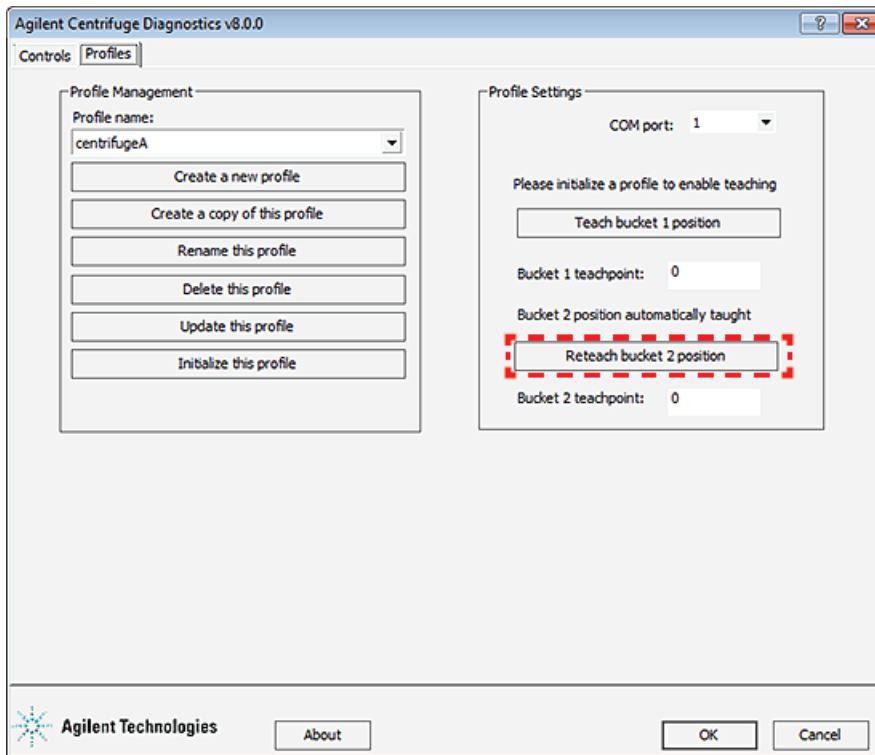 Agilent Centrifuge Diagnostics v8.0.0
Controls
Profiles
Profile Management
Profile name:
centrifugeA
Create a new profile
Create a copy of this profile
Rename this profile
Delete this profile
Update this profile
Initialize this profile
Profile Settings
COM port: 1
Please initialize a profile to enable teaching
Teach bucket 1 position
Bucket 1 teachpoint: 0
Bucket 2 position automatically taught
Reteach bucket 2 position
Bucket 2 teachpoint: 0
Agilent Technologies
About
OK
Cancel